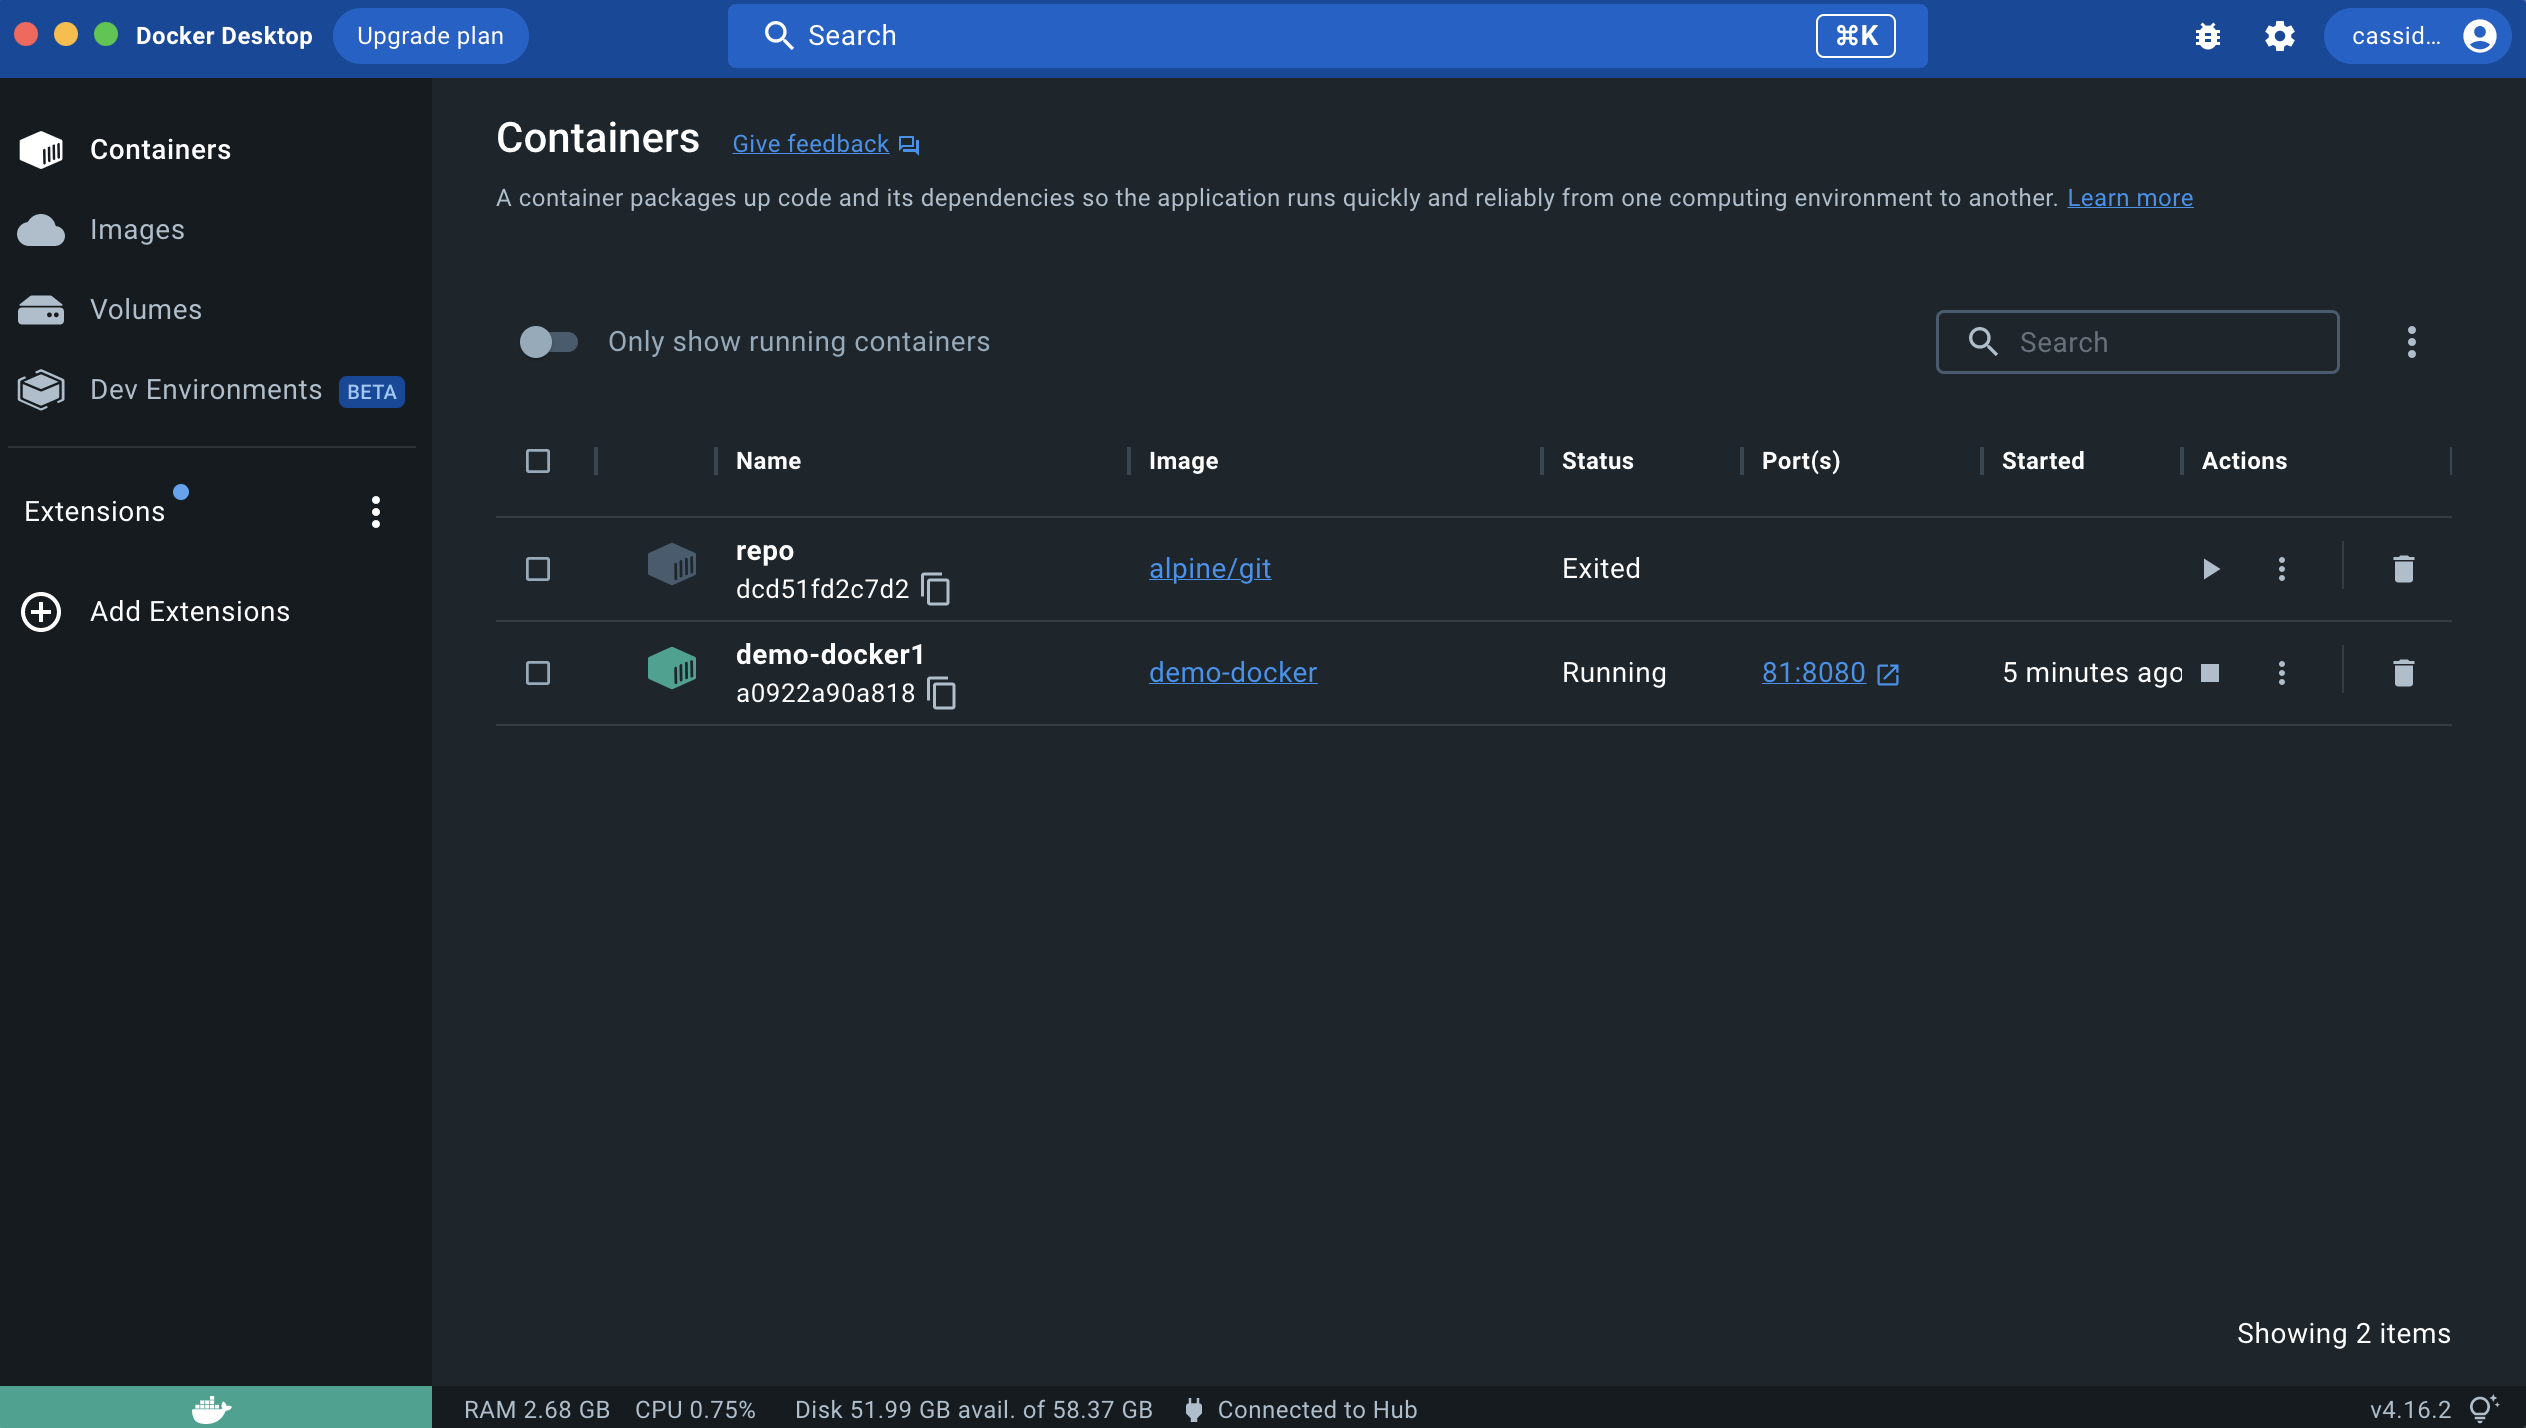 Docker Desktop Upgrade plan Search ⌘K cassid...
Containers
Images
Volumes
Dev Environments BETA
Extensions
Add Extensions
Containers Give feedback
A container packages up code and its dependencies so the application runs quickly and reliably from one computing environment to another. Learn more
Only show running containers Search
Name Image Status Port(s) Started Actions
repo
dcd51fd2c7d2 alpine/git Exited
demo-docker1
a0922a90a818 demo-docker Running 81:8080 5 minutes ago
Showing 2 items
RAM 2.68 GB CPU 0.75% Disk 51.99 GB avail. of 58.37 GB Connected to Hub v4.16.2